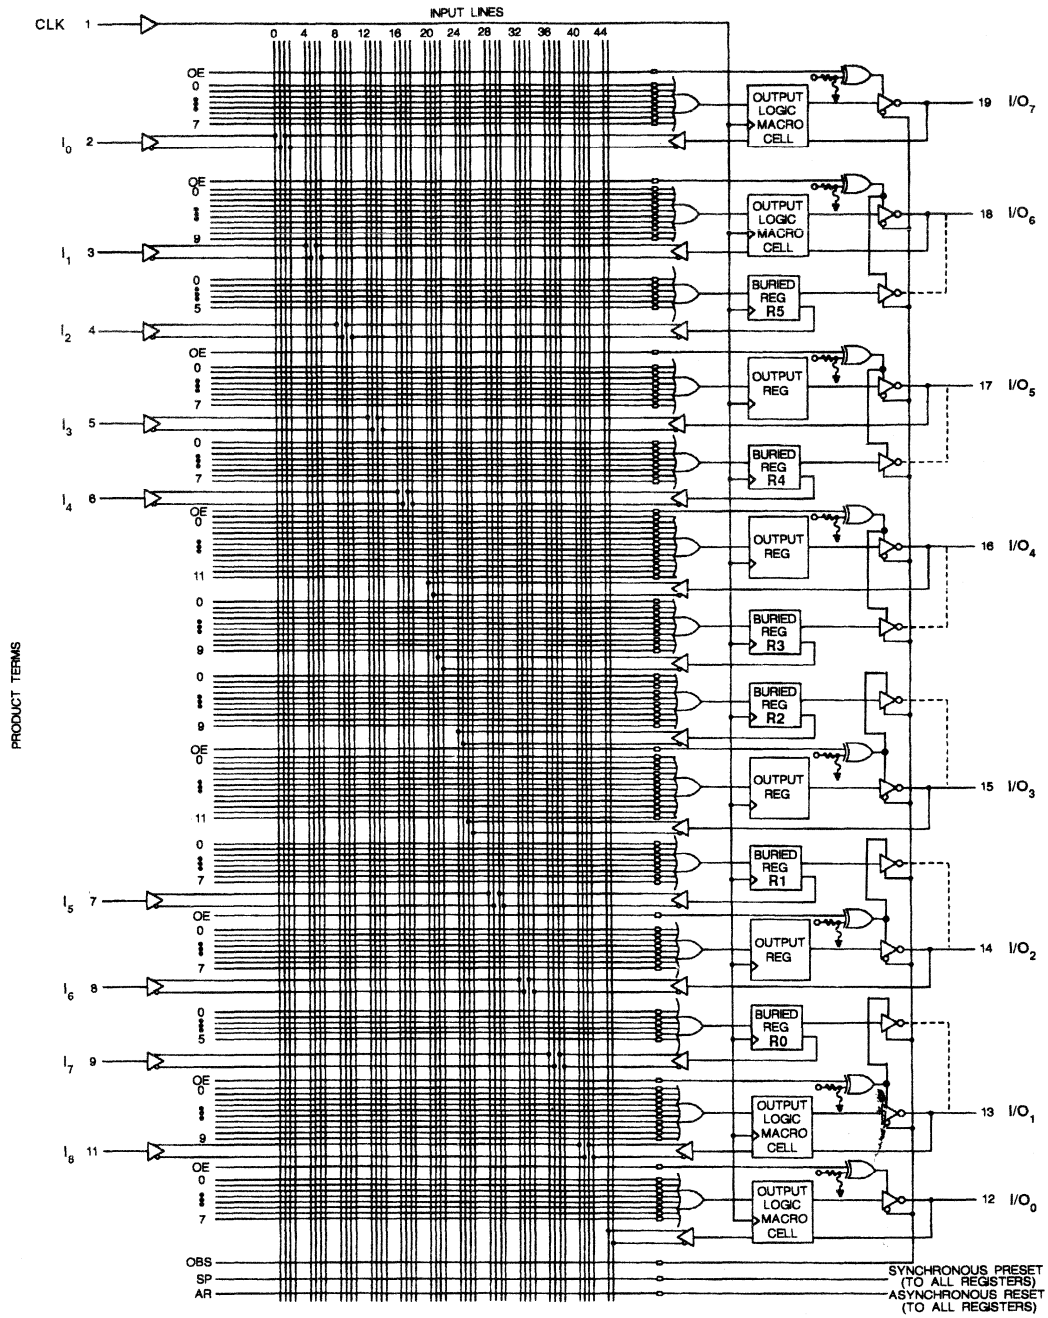 INPUT LINES
CLK 1
0 4 8 12 16 20 24 28 32 36 40 44
OE
0
7
OUTPUT LOGIC MACRO CELL
19 I/O7
I0 2
OE
0
9
OUTPUT LOGIC MACRO CELL
18 I/O6
I1 3
0
5
BURIED REG R5
I2 4
OE
0
7
OUTPUT REG
17 I/O5
I3 5
0
7
BURIED REG R4
I4 6
OE
0
11
OUTPUT REG
16 I/O4
0
9
BURIED REG R3
PRODUCT TERMS
0
9
BURIED REG R2
OE
0
11
OUTPUT REG
15 I/O3
0
7
BURIED REG R1
I5 7
OE
0
7
OUTPUT REG
14 I/O2
I6 8
0
5
BURIED REG R0
I7 9
OE
0
9
OUTPUT LOGIC MACRO CELL
13 I/O1
I8 11
OE
0
7
OUTPUT LOGIC MACRO CELL
12 I/O0
OBS
SP
AR
SYNCHRONOUS PRESET
(TO ALL REGISTERS)
ASYNCHRONOUS RESET
(TO ALL REGISTERS)